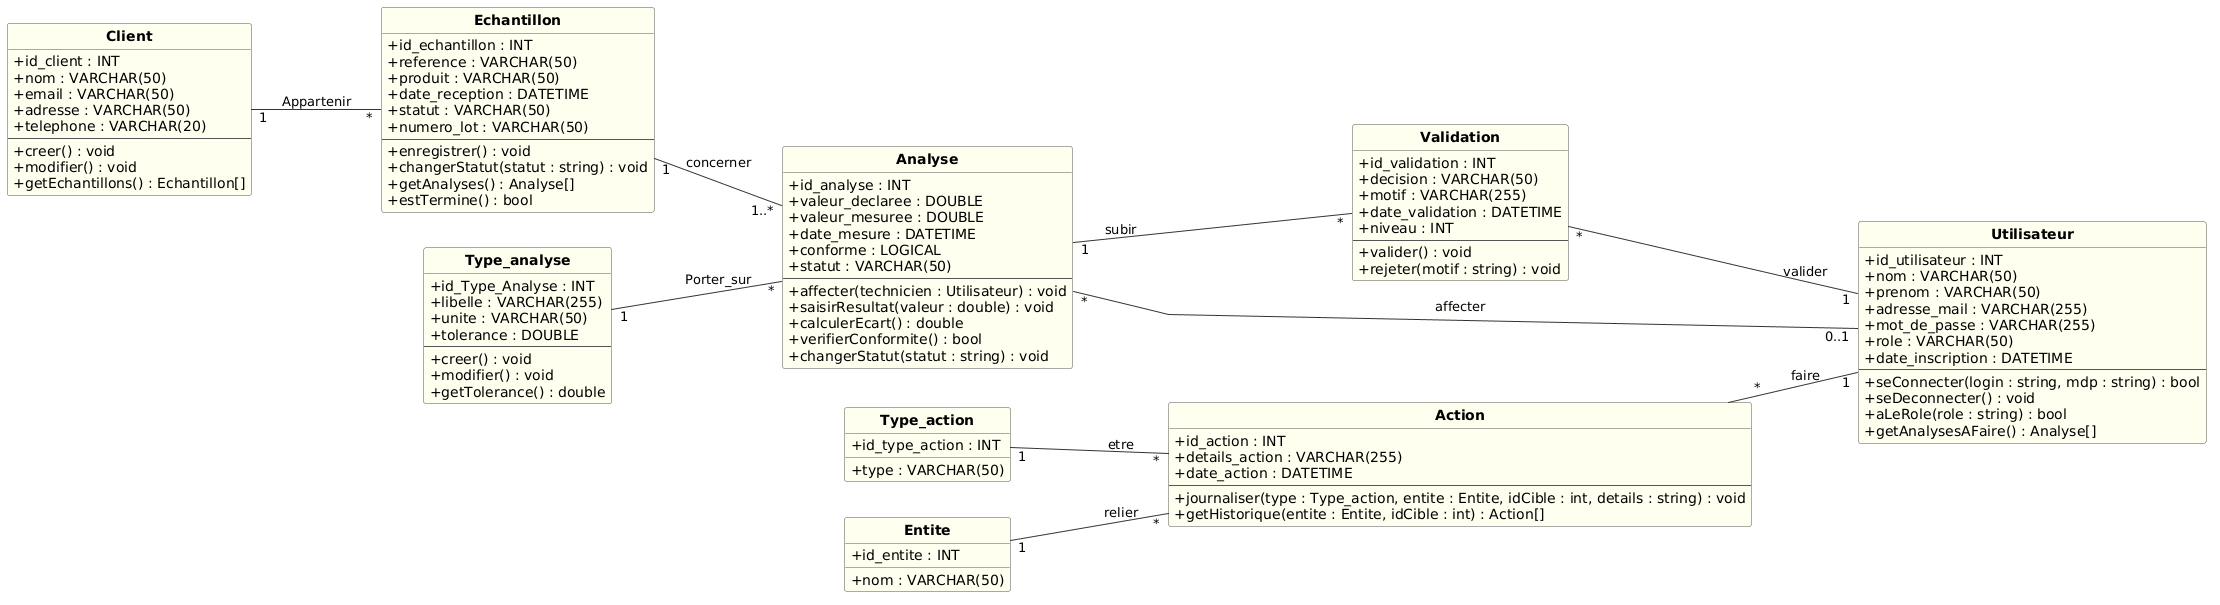 Client
+id_client : INT
+nom : VARCHAR(50)
+email : VARCHAR(50)
+adresse : VARCHAR(50)
+telephone : VARCHAR(20)
+creer() : void
+modifier() : void
+getEchantillons() : Echantillon[]
Appartenir
1
*
Echantillon
+id_echantillon : INT
+reference : VARCHAR(50)
+produit : VARCHAR(50)
+date_reception : DATETIME
+statut : VARCHAR(50)
+numero_lot : VARCHAR(50)
+enregistrer() : void
+changerStatut(statut : string) : void
+getAnalyses() : Analyse[]
+estTermine() : bool
concerner
1
1..*
Type_analyse
+id_Type_Analyse : INT
+libelle : VARCHAR(255)
+unite : VARCHAR(50)
+tolerance : DOUBLE
+creer() : void
+modifier() : void
+getTolerance() : double
Porter_sur
1
*
Analyse
+id_analyse : INT
+valeur_declaree : DOUBLE
+valeur_mesuree : DOUBLE
+date_mesure : DATETIME
+conforme : LOGICAL
+statut : VARCHAR(50)
+affecter(technicien : Utilisateur) : void
+saisirResultat(valeur : double) : void
+calculerEcart() : double
+verifierConformite() : bool
+changerStatut(statut : string) : void
subir
1
*
Validation
+id_validation : INT
+decision : VARCHAR(50)
+motif : VARCHAR(255)
+date_validation : DATETIME
+niveau : INT
+valider() : void
+rejeter(motif : string) : void
*
valider
1
affecter
*
0..1
Utilisateur
+id_utilisateur : INT
+nom : VARCHAR(50)
+prenom : VARCHAR(50)
+adresse_mail : VARCHAR(255)
+mot_de_passe : VARCHAR(255)
+role : VARCHAR(50)
+date_inscription : DATETIME
+seConnecter(login : string, mdp : string) : bool
+seDeconnecter() : void
+aLeRole(role : string) : bool
+getAnalysesAFaire() : Analyse[]
faire
*
1
Type_action
+id_type_action : INT
+type : VARCHAR(50)
etre
1
*
Action
+id_action : INT
+details_action : VARCHAR(255)
+date_action : DATETIME
+journaliser(type : Type_action, entite : Entite, idCible : int, details : string) : void
+getHistorique(entite : Entite, idCible : int) : Action[]
Entite
+id_entite : INT
+nom : VARCHAR(50)
relier
1
*